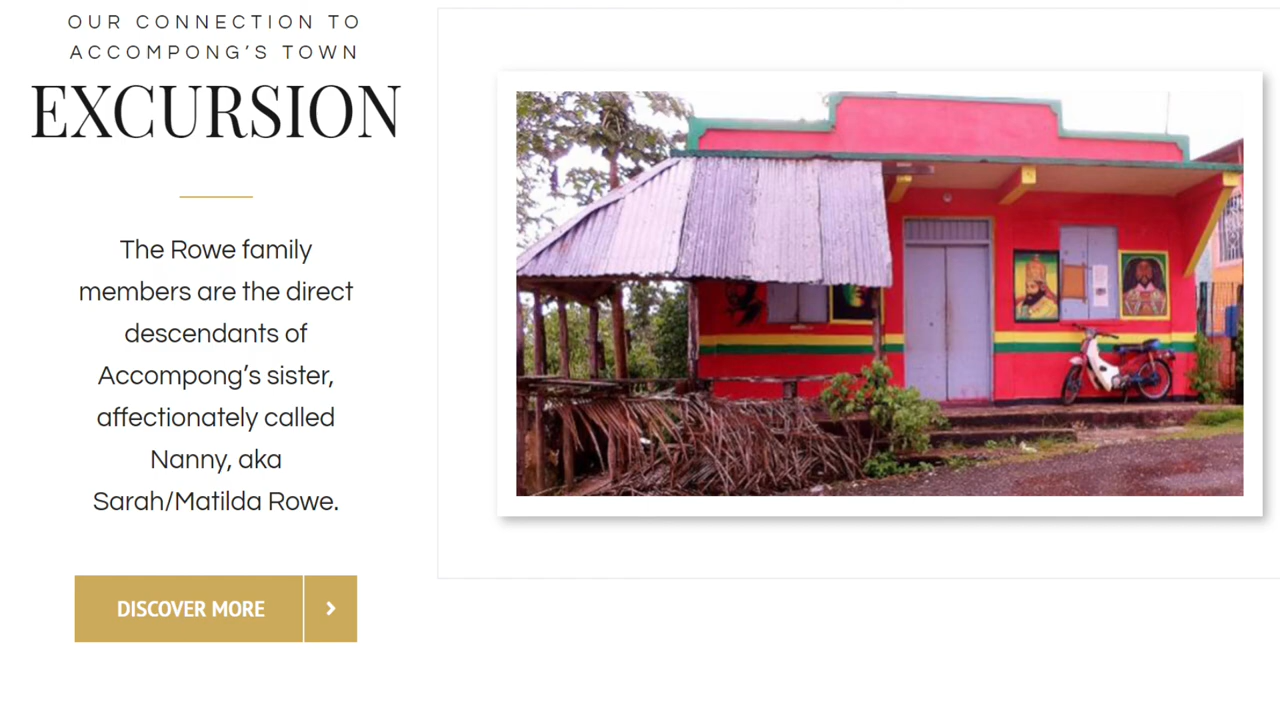 OUR CONNECTION TO
ACCOMPONG’S TOWN
EXCURSION
The Rowe family
members are the direct
descendants of
Accompong’s sister,
affectionately called
Nanny, aka
Sarah/Matilda Rowe.
DISCOVER MORE